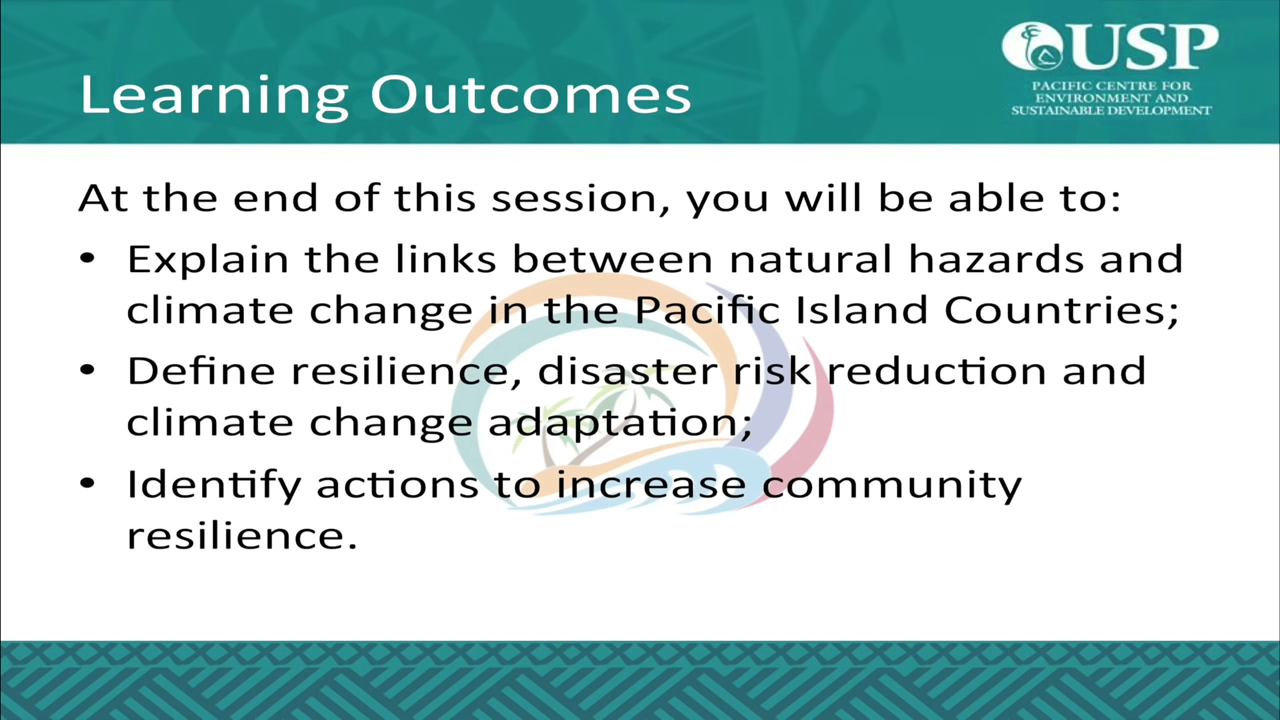 Learning Outcomes
USP
PACIFIC CENTRE FOR
ENVIRONMENT AND
SUSTAINABLE DEVELOPMENT
At the end of this session, you will be able to:
• Explain the links between natural hazards and
climate change in the Pacific Island Countries;
• Define resilience, disaster risk reduction and
climate change adaptation;
• Identify actions to increase community
resilience.